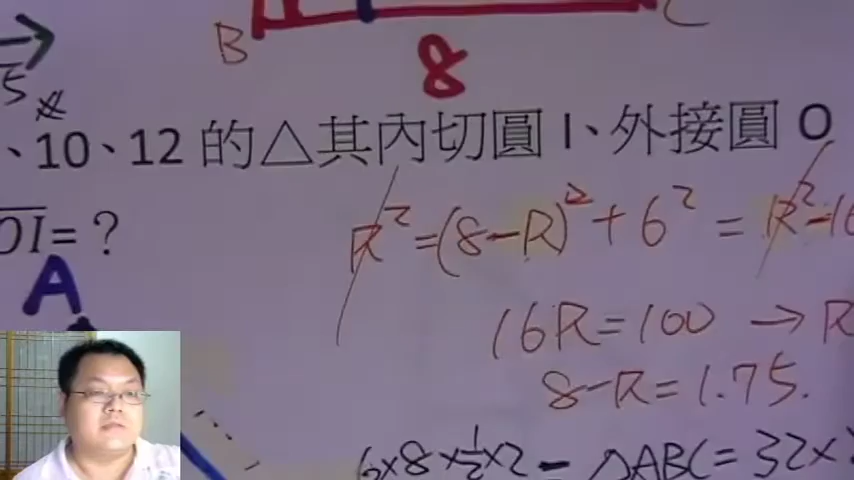 B
C
8
5
、10、12 的△其內切圓 I、外接圓 O
OI= ?
R²=(8-R)²+6²=R²-16
A
16R=100 → R
8-R=1.75.
6×8×½×2=△ABC=32×